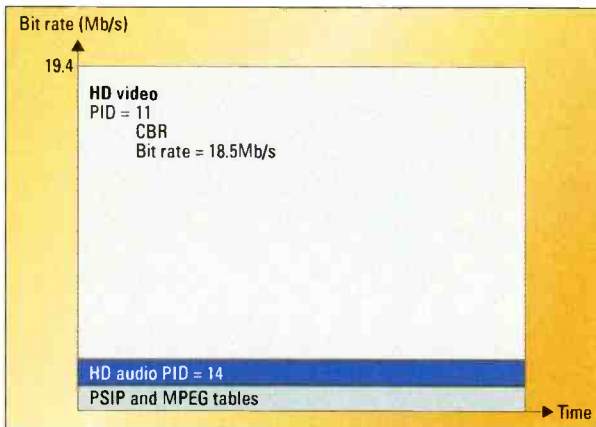 Bit rate (Mb/s)
19.4
HD video
PID = 11
CBR
Bit rate = 18.5Mb/s
HD audio PID = 14
PSIP and MPEG tables
Time